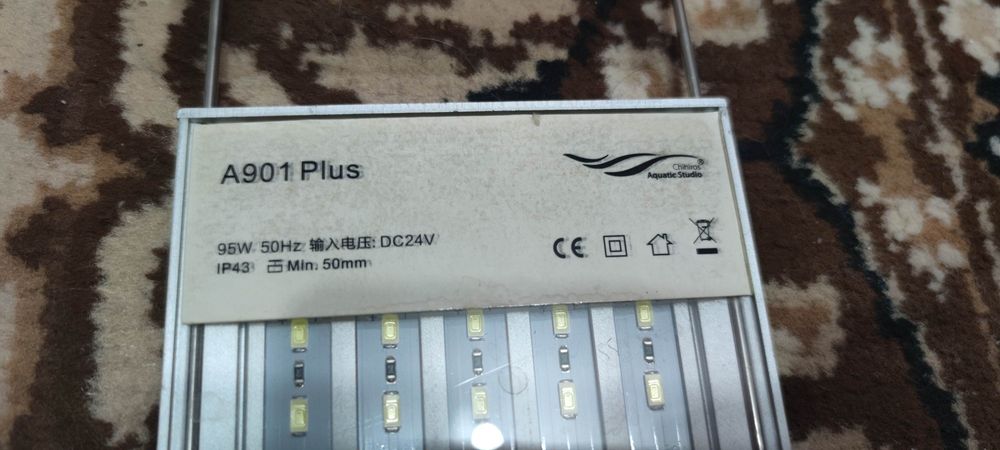 A901 Plus
Chihiros®
Aquatic Studio
95W 50Hz 输入电压: DC24V
IP43 Min. 50mm
CE